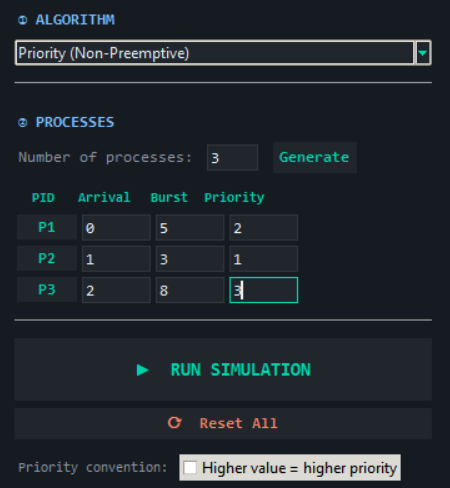 ① ALGORITHM
Priority (Non-Preemptive)
② PROCESSES
Number of processes: 3 Generate
PID Arrival Burst Priority
P1 0 5 2
P2 1 3 1
P3 2 8 3
▶ RUN SIMULATION
⟳ Reset All
Priority convention: Higher value = higher priority